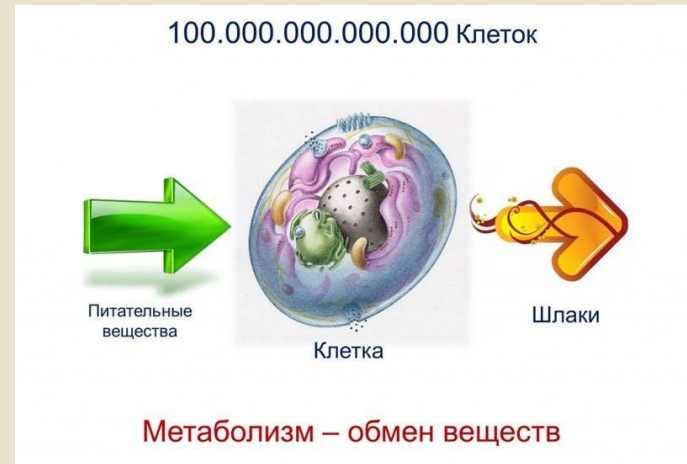 100.000.000.000.000 Клеток
Питательные
вещества
Клетка
Шлаки
Метаболизм – обмен веществ